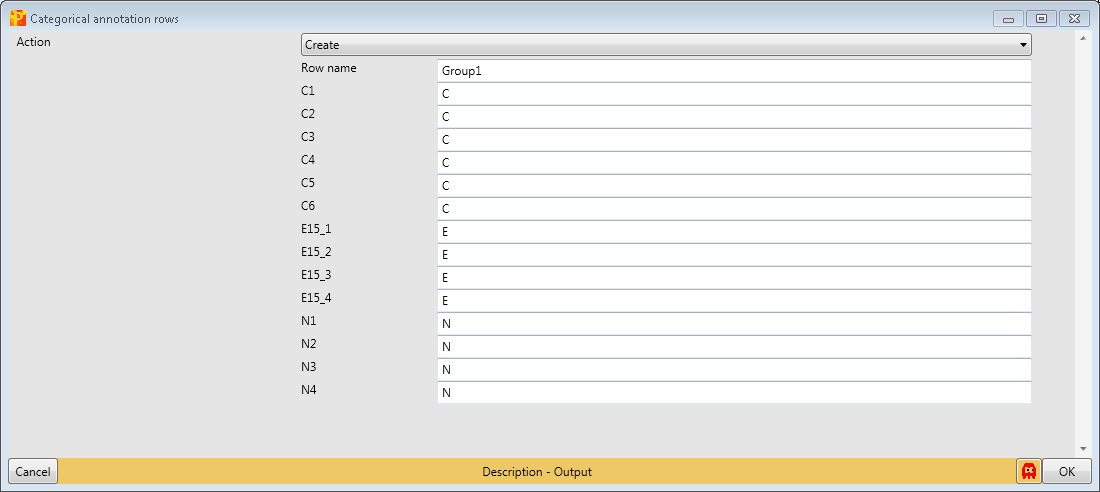 Categorical annotation rows
Action
Create
Row name Group1
C1 C
C2 C
C3 C
C4 C
C5 C
C6 C
E15_1 E
E15_2 E
E15_3 E
E15_4 E
N1 N
N2 N
N3 N
N4 N
Cancel Description - Output OK